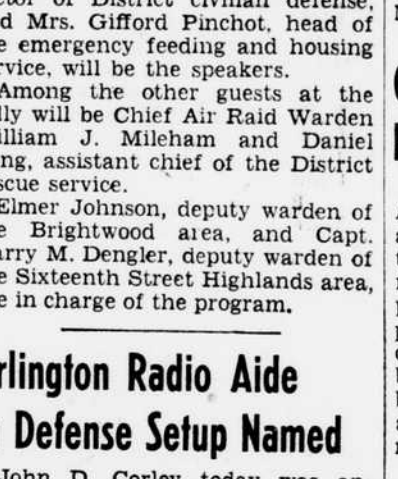 of District civilian defense,
d Mrs. Gifford Pinchot, head of
e emergency feeding and housing
rvice, will be the speakers.
Among the other guests at the
lly will be Chief Air Raid Warden
illiam J. Mileham and Daniel
ng, assistant chief of the District
scue service.
Elmer Johnson, deputy warden of
e Brightwood area, and Capt.
arry M. Dengler, deputy warden of
e Sixteenth Street Highlands area,
e in charge of the program.
rlington Radio Aide
Defense Setup Named
John D. Corley today was